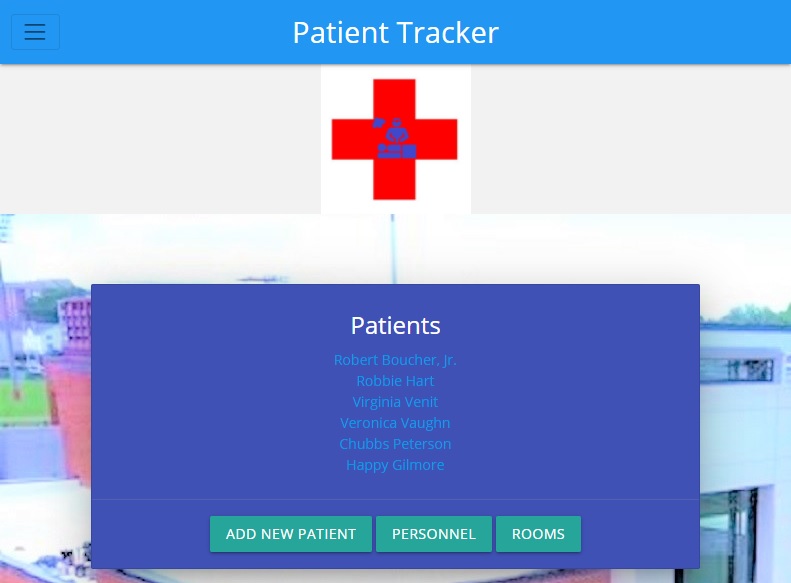 Patient Tracker
Patients
Robert Boucher, Jr.
Robbie Hart
Virginia Venit
Veronica Vaughn
Chubbs Peterson
Happy Gilmore
ADD NEW PATIENT PERSONNEL ROOMS